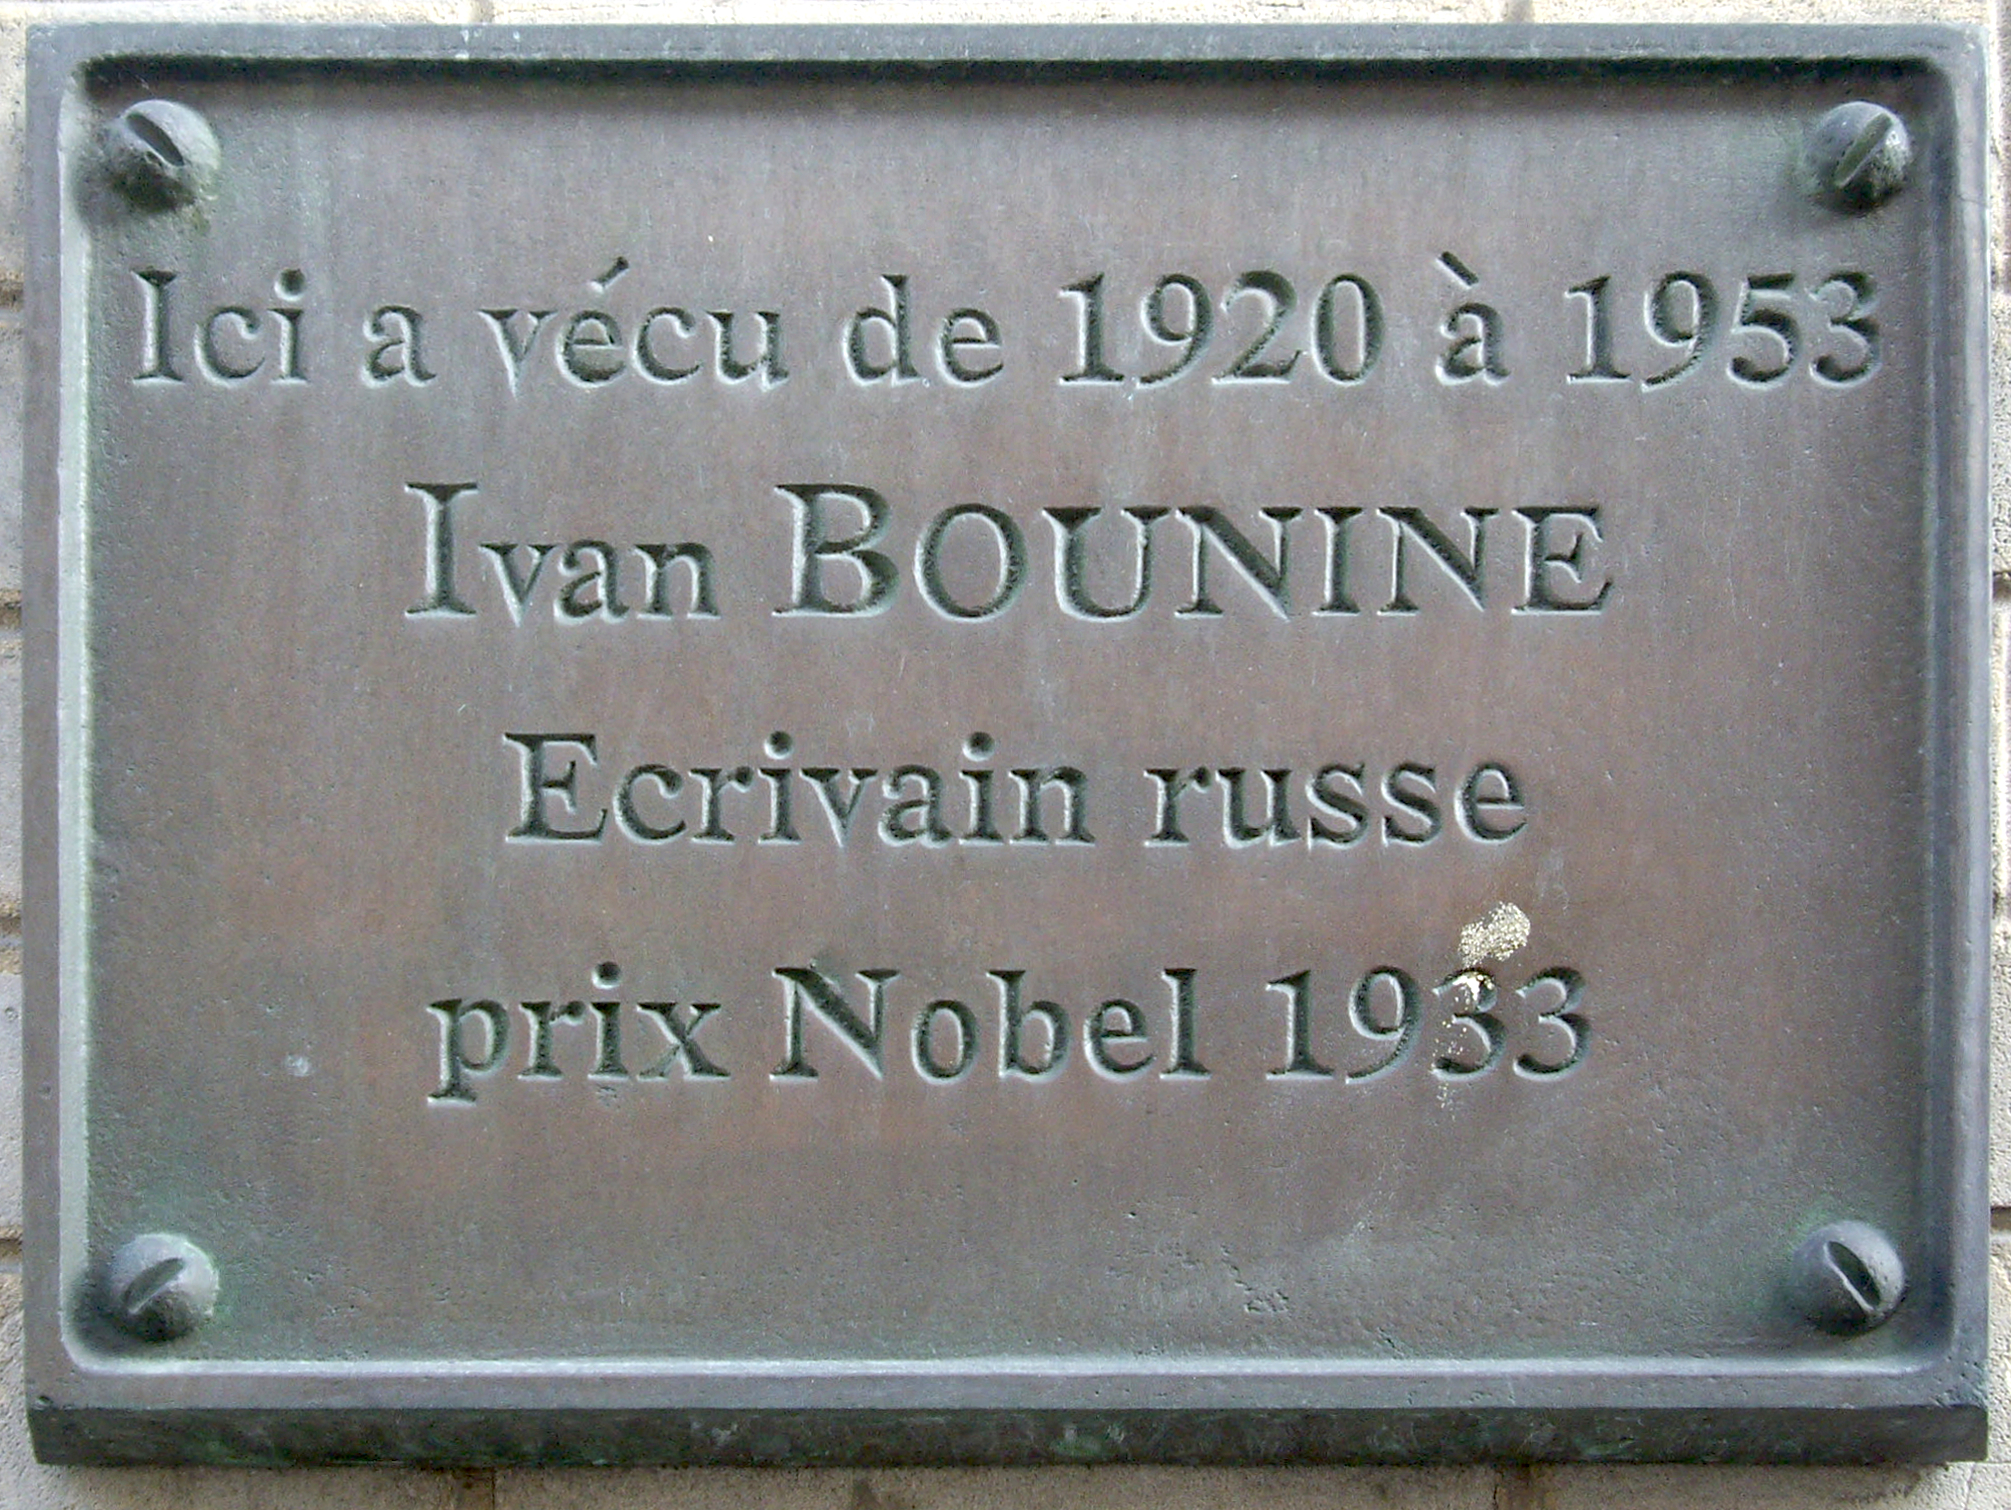 Ici a vécu de 1920 à 1953
Ivan BOUNINE
Ecrivain russe
prix Nobel 1933